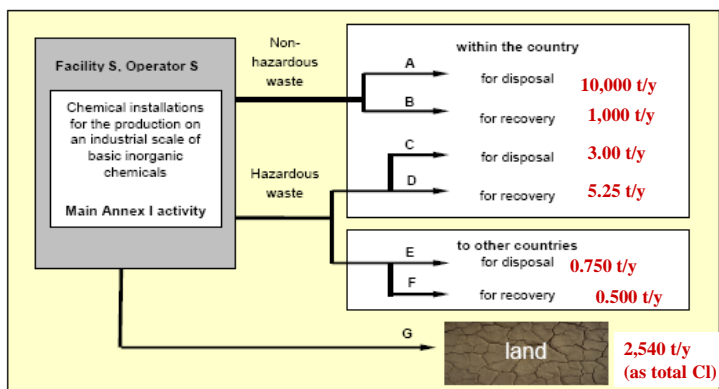 Facility S, Operator S
Chemical installations
for the production on
an industrial scale of
basic inorganic
chemicals
Main Annex I activity
Non-
hazardous
waste
Hazardous
waste
within the country
A
for disposal
10,000 t/y
B
for recovery
1,000 t/y
C
for disposal
3.00 t/y
D
for recovery
5.25 t/y
to other countries
E
for disposal
0.750 t/y
F
for recovery
0.500 t/y
G
land
2,540 t/y
(as total Cl)